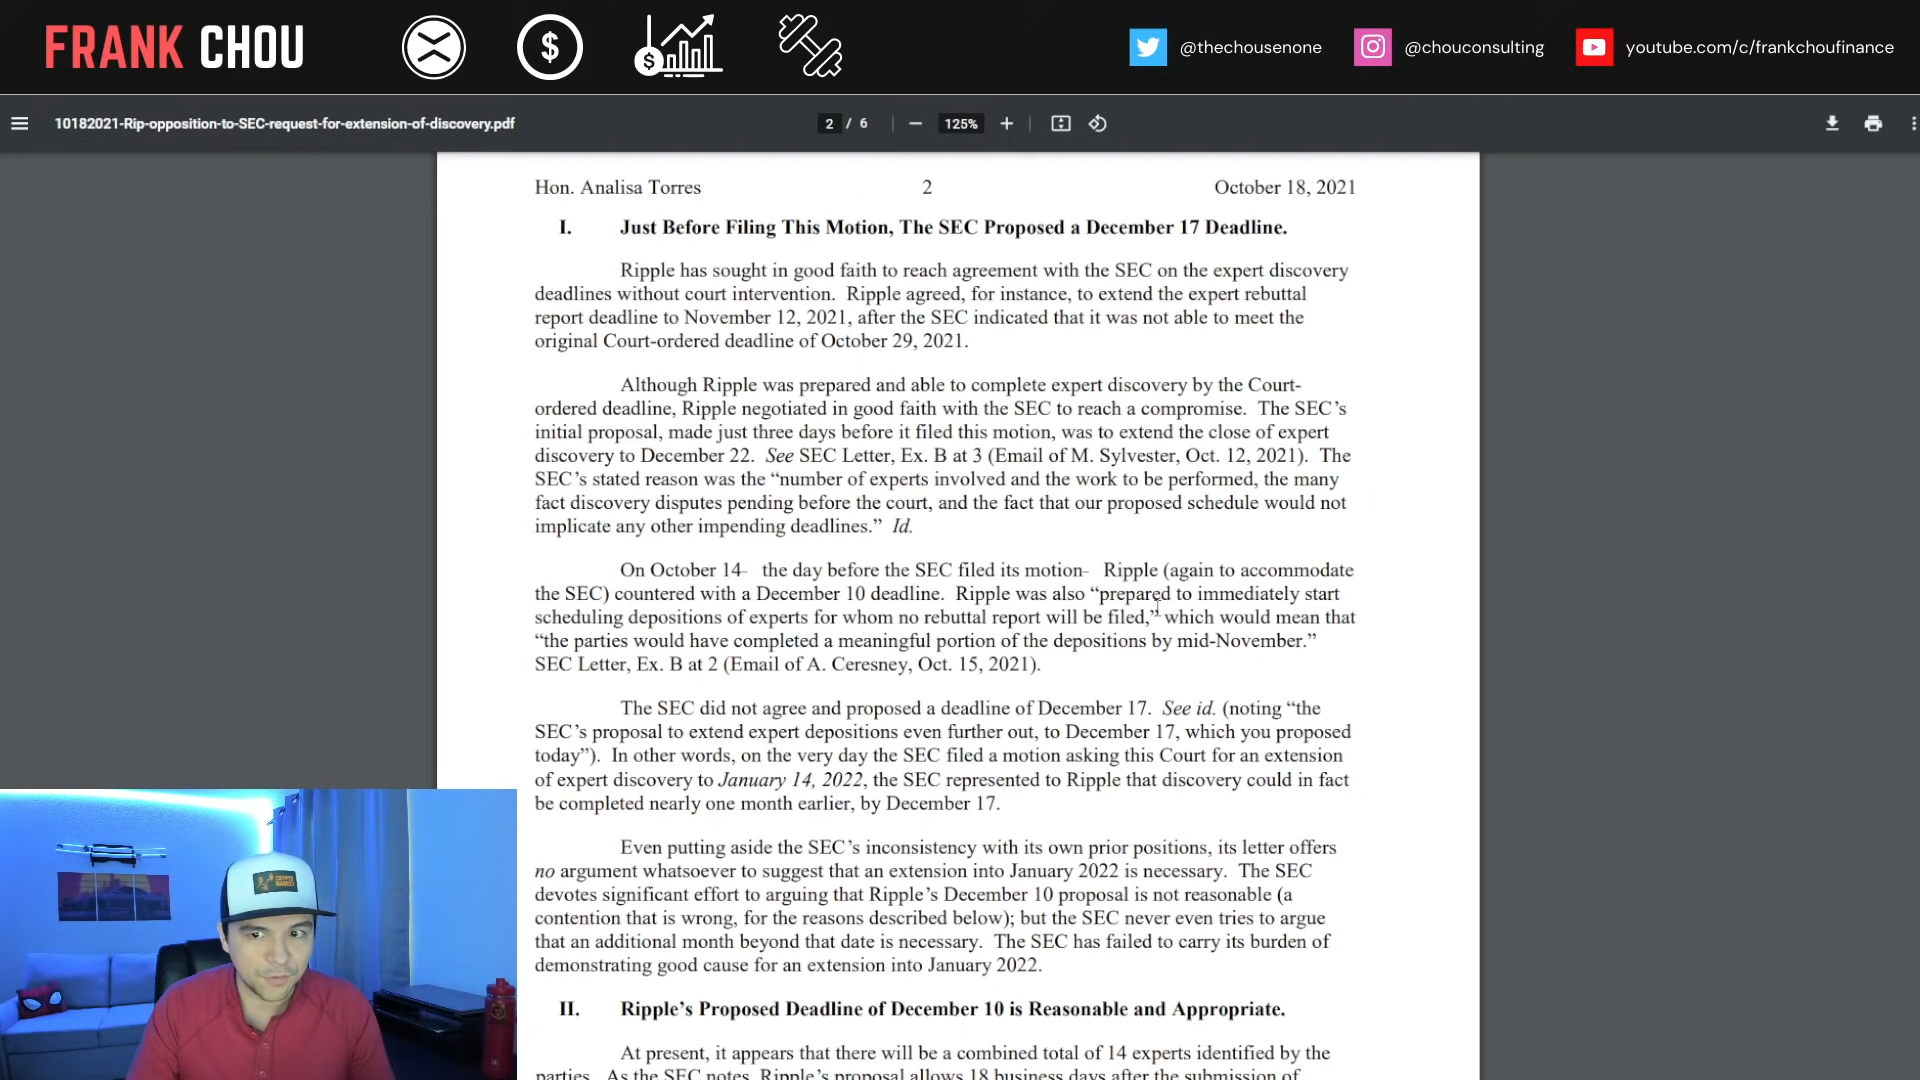 FRANK CHOU
@thechousenone
@chouconsulting
youtube.com/c/frankchoufinance
10182021-Rip-opposition-to-SEC-request-for-extension-of-discovery.pdf
2 / 6
125%
Hon. Analisa Torres 2 October 18, 2021
I. Just Before Filing This Motion, The SEC Proposed a December 17 Deadline.
Ripple has sought in good faith to reach agreement with the SEC on the expert discovery
deadlines without court intervention. Ripple agreed, for instance, to extend the expert rebuttal
report deadline to November 12, 2021, after the SEC indicated that it was not able to meet the
original Court-ordered deadline of October 29, 2021.
Although Ripple was prepared and able to complete expert discovery by the Court-
ordered deadline, Ripple negotiated in good faith with the SEC to reach a compromise. The SEC’s
initial proposal, made just three days before it filed this motion, was to extend the close of expert
discovery to December 22. See SEC Letter, Ex. B at 3 (Email of M. Sylvester, Oct. 12, 2021). The
SEC’s stated reason was the “number of experts involved and the work to be performed, the many
fact discovery disputes pending before the court, and the fact that our proposed schedule would not
implicate any other impending deadlines.” Id.
On October 14- the day before the SEC filed its motion- Ripple (again to accommodate
the SEC) countered with a December 10 deadline. Ripple was also “prepared to immediately start
scheduling depositions of experts for whom no rebuttal report will be filed,” which would mean that
“the parties would have completed a meaningful portion of the depositions by mid-November.”
SEC Letter, Ex. B at 2 (Email of A. Ceresney, Oct. 15, 2021).
The SEC did not agree and proposed a deadline of December 17. See id. (noting “the
SEC’s proposal to extend expert depositions even further out, to December 17, which you proposed
today”). In other words, on the very day the SEC filed a motion asking this Court for an extension
of expert discovery to January 14, 2022, the SEC represented to Ripple that discovery could in fact
be completed nearly one month earlier, by December 17.
Even putting aside the SEC’s inconsistency with its own prior positions, its letter offers
no argument whatsoever to suggest that an extension into January 2022 is necessary. The SEC
devotes significant effort to arguing that Ripple’s December 10 proposal is not reasonable (a
contention that is wrong, for the reasons described below); but the SEC never even tries to argue
that an additional month beyond that date is necessary. The SEC has failed to carry its burden of
demonstrating good cause for an extension into January 2022.
II. Ripple’s Proposed Deadline of December 10 is Reasonable and Appropriate.
At present, it appears that there will be a combined total of 14 experts identified by the
parties. As the SEC notes, Ripple’s proposal allows 18 business days after the submission of